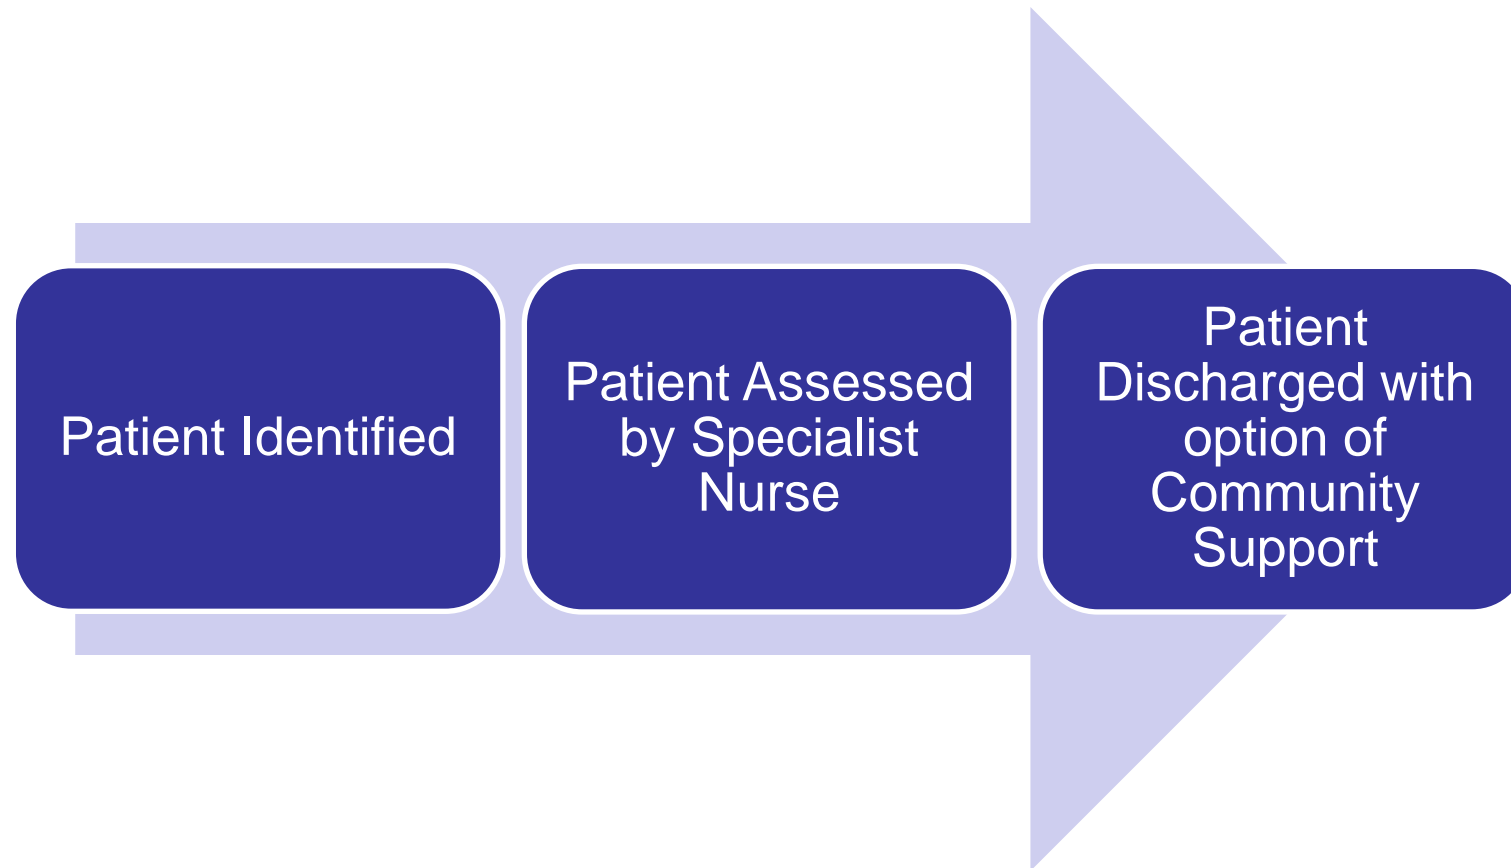 Patient Identified
Patient Assessed
by Specialist
Nurse
Patient
Discharged with
option of
Community
Support